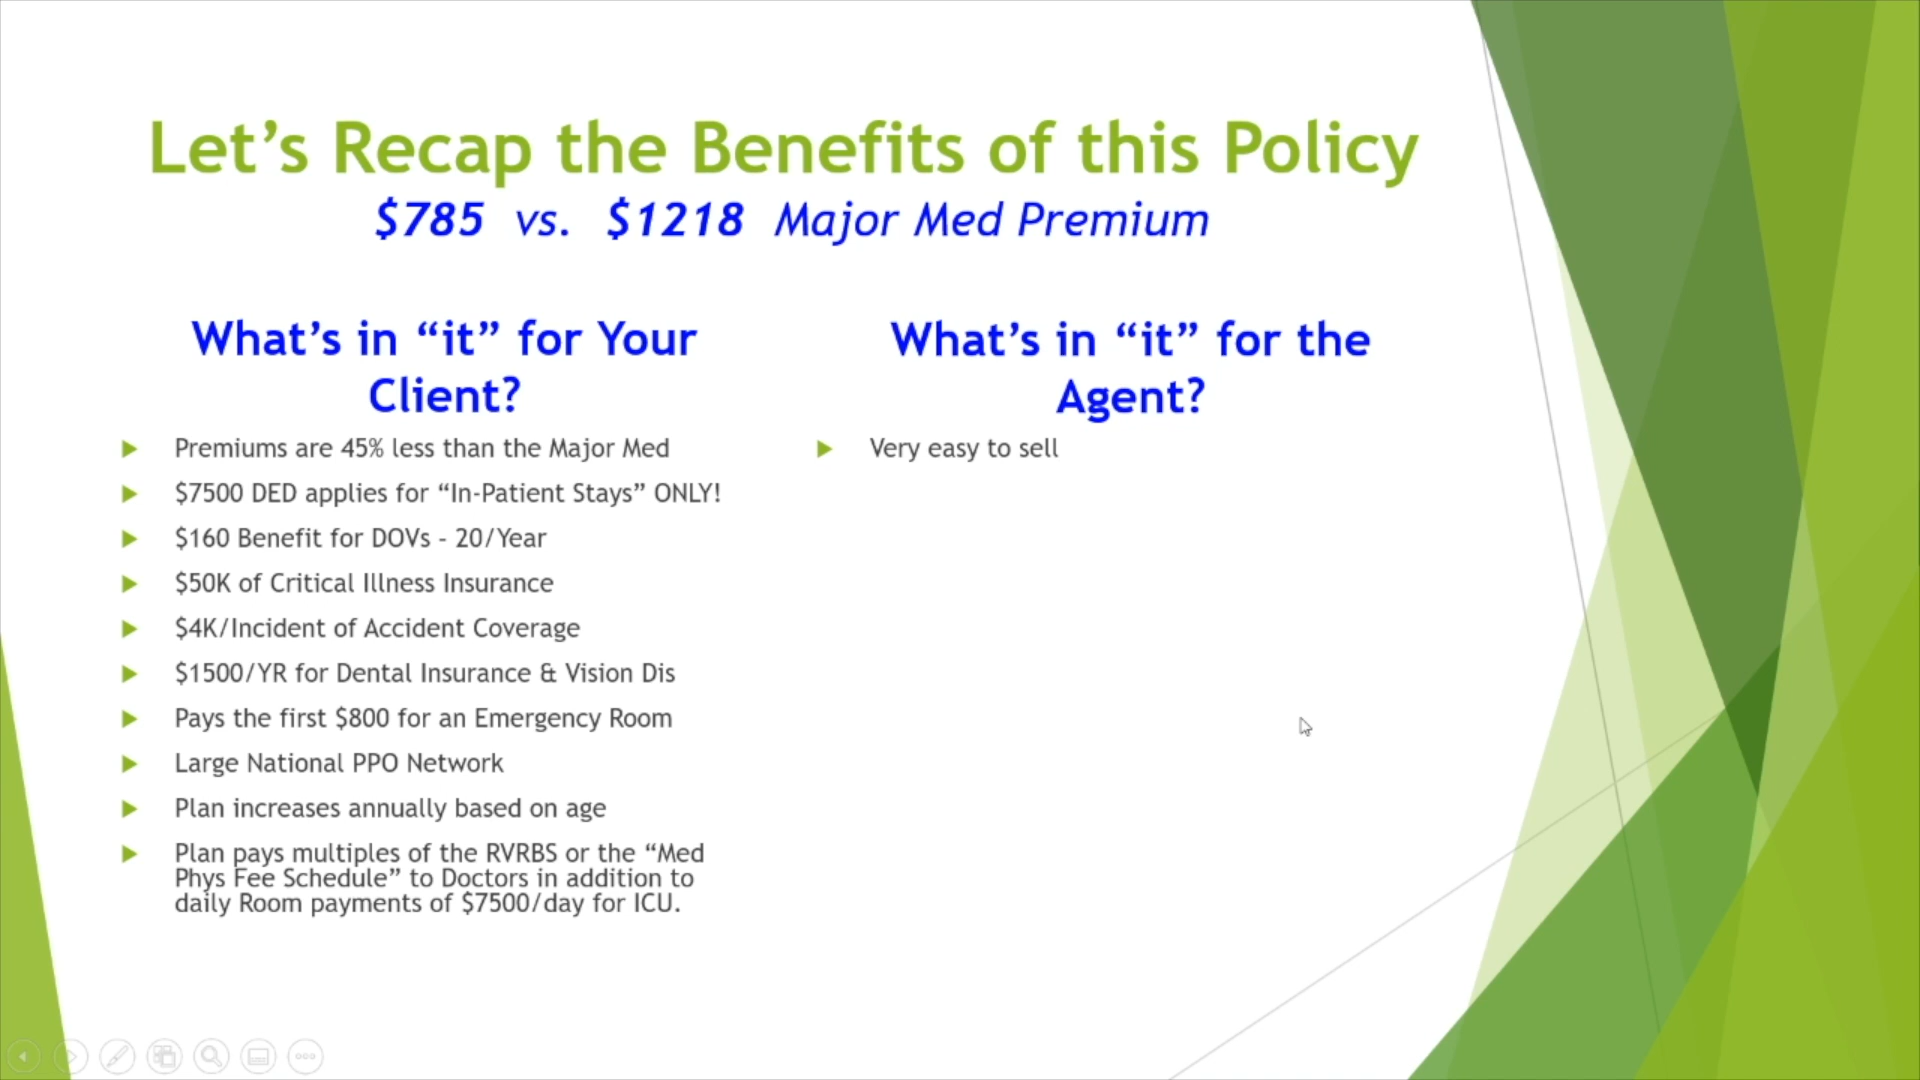 Let’s Recap the Benefits of this Policy
$785 vs. $1218 Major Med Premium
What’s in “it” for Your
Client?
Premiums are 45% less than the Major Med
$7500 DED applies for “In-Patient Stays” ONLY!
$160 Benefit for DOVs - 20/Year
$50K of Critical Illness Insurance
$4K/Incident of Accident Coverage
$1500/YR for Dental Insurance & Vision Dis
Pays the first $800 for an Emergency Room
Large National PPO Network
Plan increases annually based on age
Plan pays multiples of the RVRBS or the “Med
Phys Fee Schedule” to Doctors in addition to
daily Room payments of $7500/day for ICU.
What’s in “it” for the
Agent?
Very easy to sell